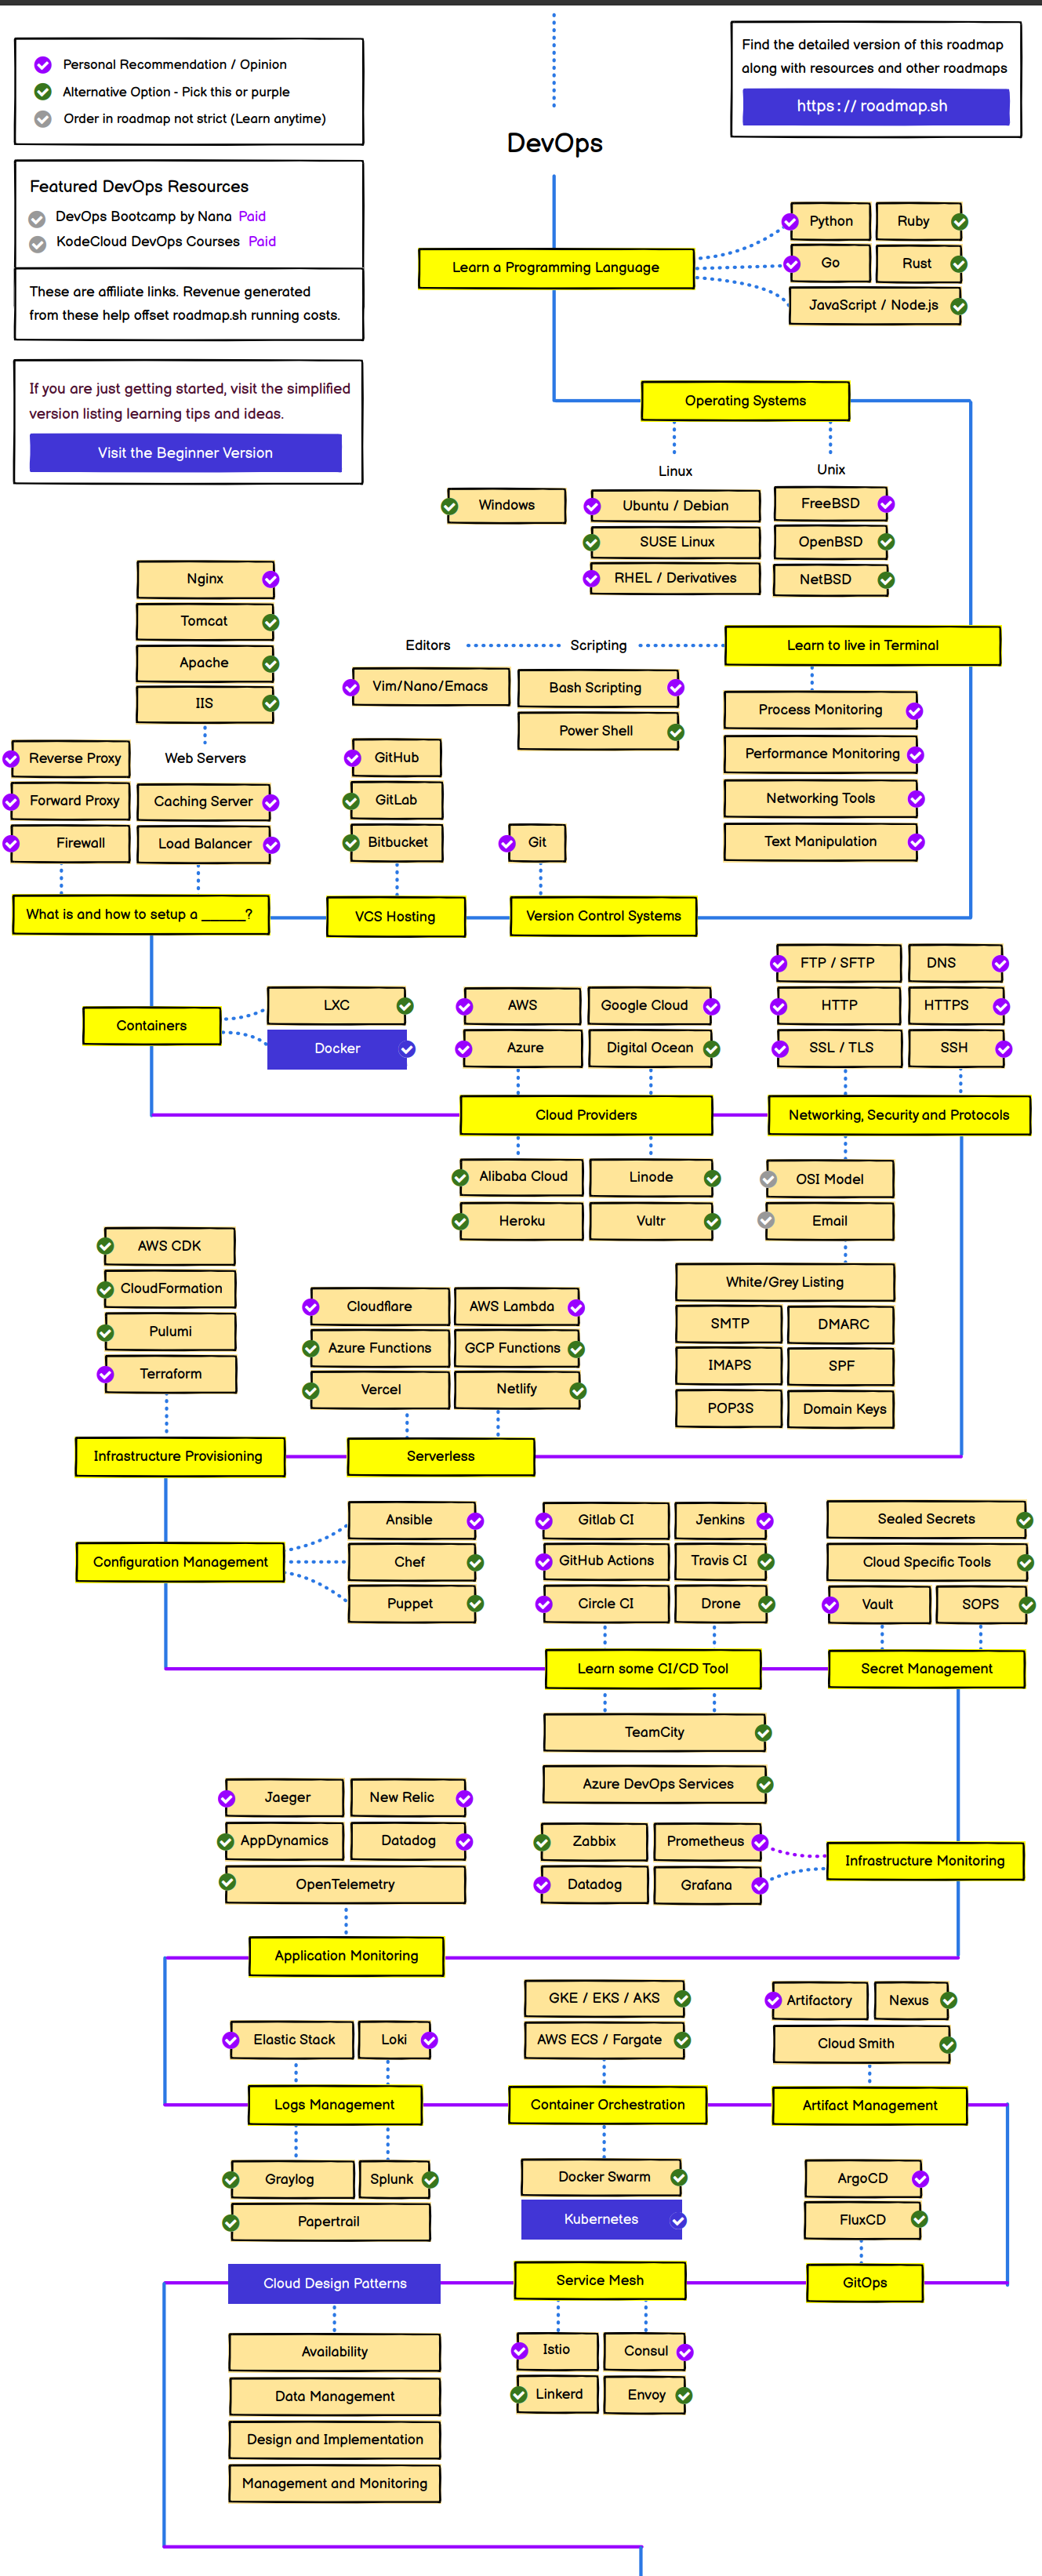 Personal Recommendation / Opinion
Alternative Option - Pick this or purple
Order in roadmap not strict (Learn anytime)
Find the detailed version of this roadmap
along with resources and other roadmaps
https://roadmap.sh
DevOps
Featured DevOps Resources
DevOps Bootcamp by Nana Paid
KodeCloud DevOps Courses Paid
These are affiliate links. Revenue generated
from these help offset roadmap.sh running costs.
If you are just getting started, visit the simplified
version listing learning tips and ideas.
Visit the Beginner Version
Learn a Programming Language
Python
Ruby
Go
Rust
JavaScript / Node.js
Operating Systems
Linux
Unix
Windows
Ubuntu / Debian
SUSE Linux
RHEL / Derivatives
FreeBSD
OpenBSD
NetBSD
Learn to live in Terminal
Editors
Scripting
Vim/Nano/Emacs
Bash Scripting
Power Shell
Process Monitoring
Performance Monitoring
Networking Tools
Text Manipulation
Nginx
Tomcat
Apache
IIS
Web Servers
Reverse Proxy
Forward Proxy
Firewall
Caching Server
Load Balancer
GitHub
GitLab
Bitbucket
Git
What is and how to setup a ______?
VCS Hosting
Version Control Systems
Containers
LXC
Docker
AWS
Google Cloud
Azure
Digital Ocean
Cloud Providers
Alibaba Cloud
Linode
Heroku
Vultr
FTP / SFTP
DNS
HTTP
HTTPS
SSL / TLS
SSH
Networking, Security and Protocols
OSI Model
Email
White/Grey Listing
SMTP
DMARC
IMAPS
SPF
POP3S
Domain Keys
AWS CDK
CloudFormation
Pulumi
Terraform
Infrastructure Provisioning
Cloudflare
AWS Lambda
Azure Functions
GCP Functions
Vercel
Netlify
Serverless
Configuration Management
Ansible
Chef
Puppet
Gitlab CI
Jenkins
GitHub Actions
Travis CI
Circle CI
Drone
Learn some CI/CD Tool
TeamCity
Azure DevOps Services
Sealed Secrets
Cloud Specific Tools
Vault
SOPS
Secret Management
Infrastructure Monitoring
Zabbix
Prometheus
Datadog
Grafana
Jaeger
New Relic
AppDynamics
Datadog
OpenTelemetry
Application Monitoring
Elastic Stack
Loki
Logs Management
Graylog
Splunk
Papertrail
GKE / EKS / AKS
AWS ECS / Fargate
Container Orchestration
Docker Swarm
Kubernetes
Artifactory
Nexus
Cloud Smith
Artifact Management
ArgoCD
FluxCD
GitOps
Service Mesh
Istio
Consul
Linkerd
Envoy
Cloud Design Patterns
Availability
Data Management
Design and Implementation
Management and Monitoring